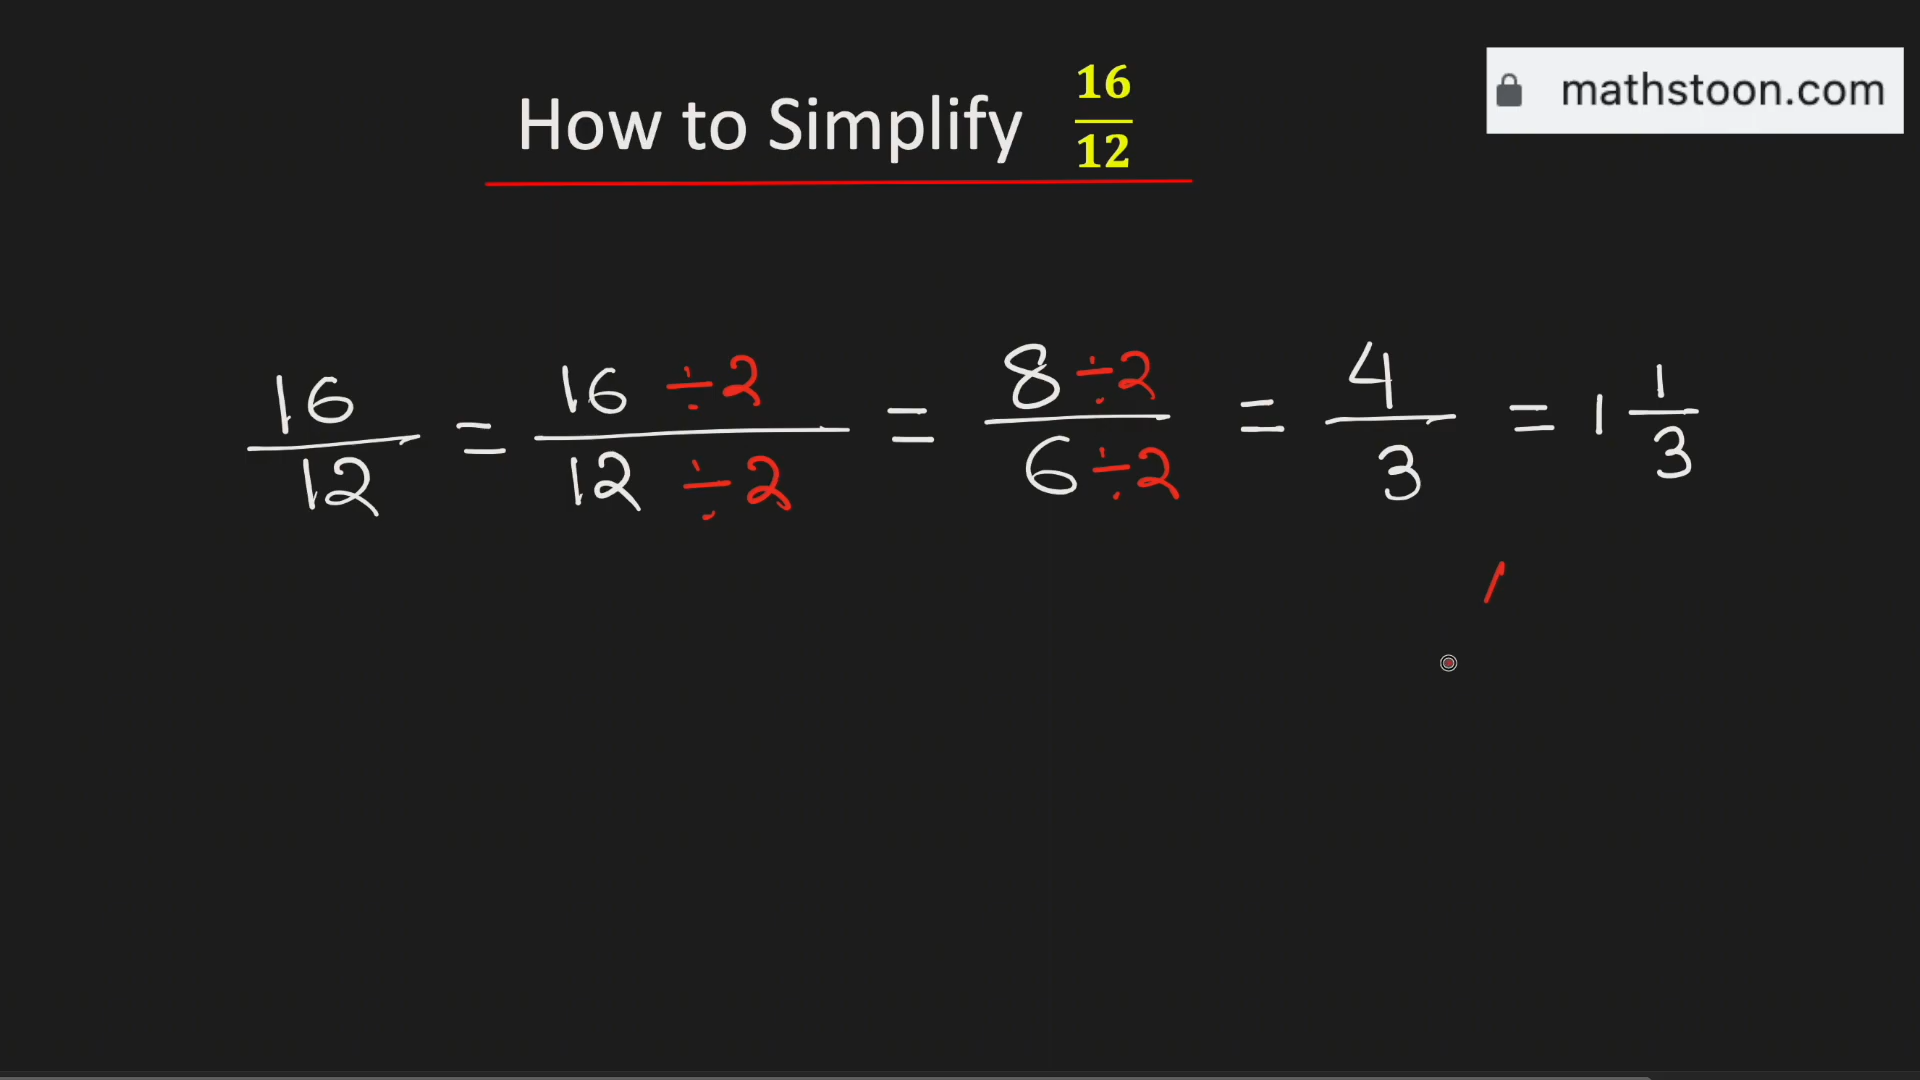 How to Simplify 16/12
mathstoon.com
16/12 = 16 ÷2/12 ÷2 = 8÷2/6÷2 = 4/3 = 1 1/3